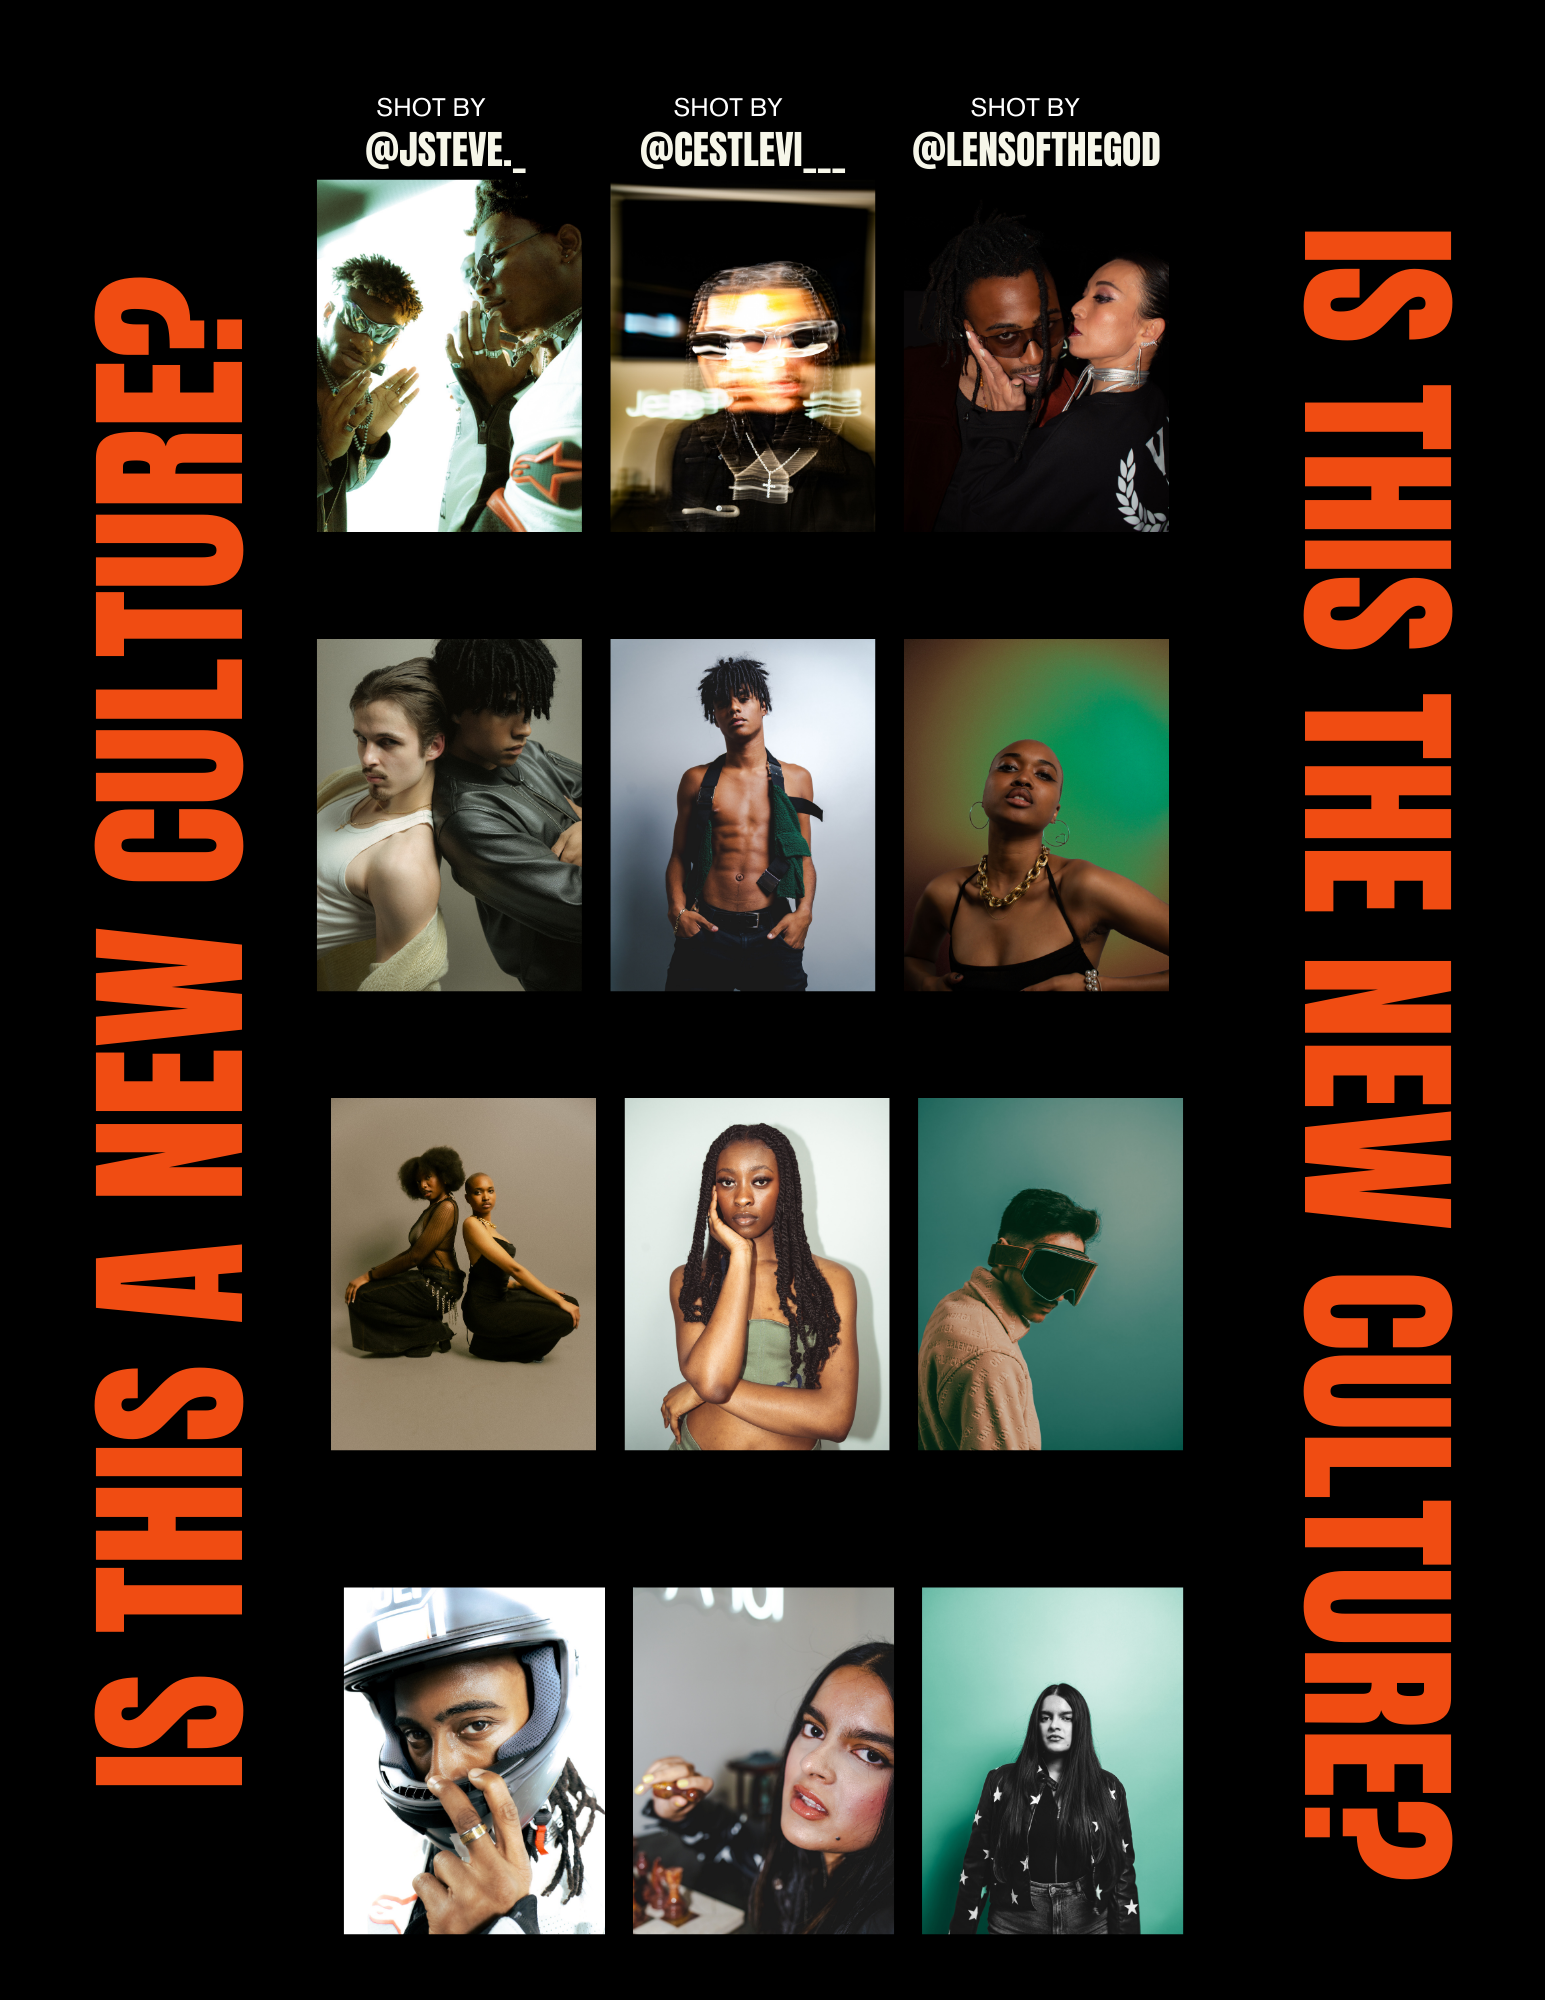 SHOT BY
@JSTEVE._
SHOT BY
@CESTLEVI___
SHOT BY
@LENSOFTHEGOD
IS THIS A NEW CULTURE?
IS THIS THE NEW CULTURE?